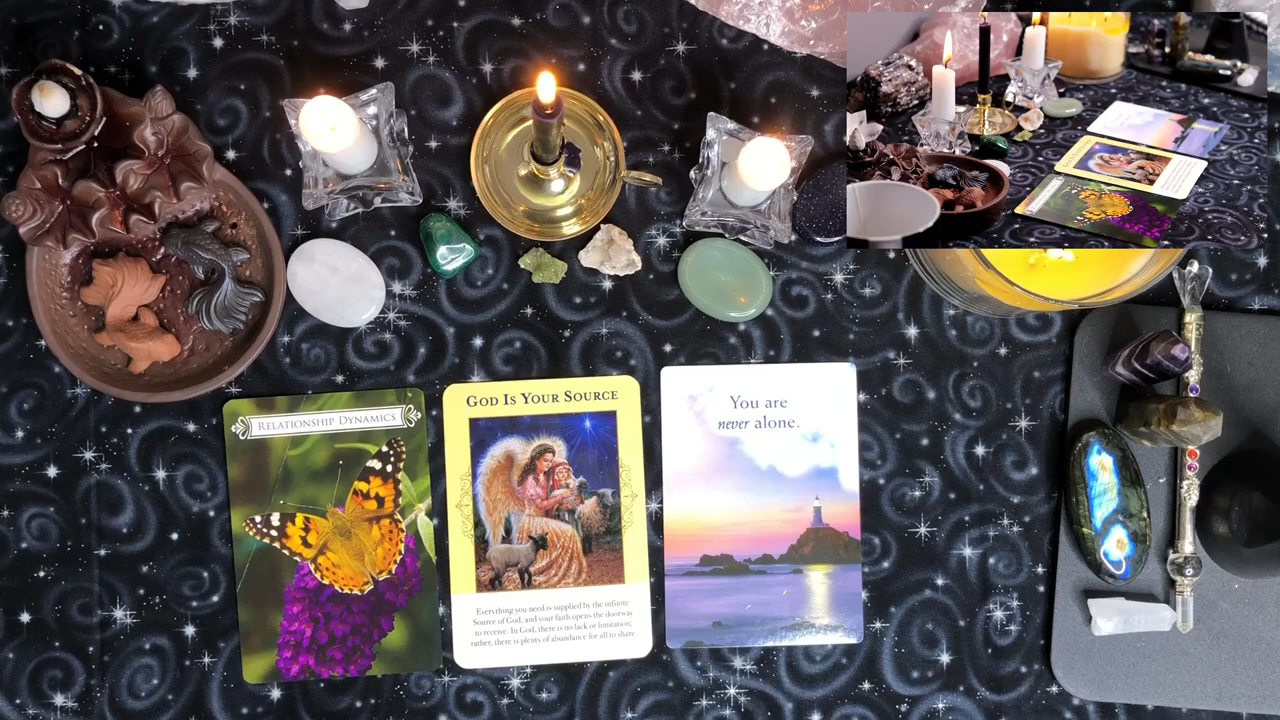 RELATIONSHIP DYNAMICS
GOD IS YOUR SOURCE
Everything you need is supplied by the infinite
Source of God, and your faith opens the doorway
to receive. In God, there is no lack or limitation;
rather, there is plenty of abundance for all to share.
You are
never alone.